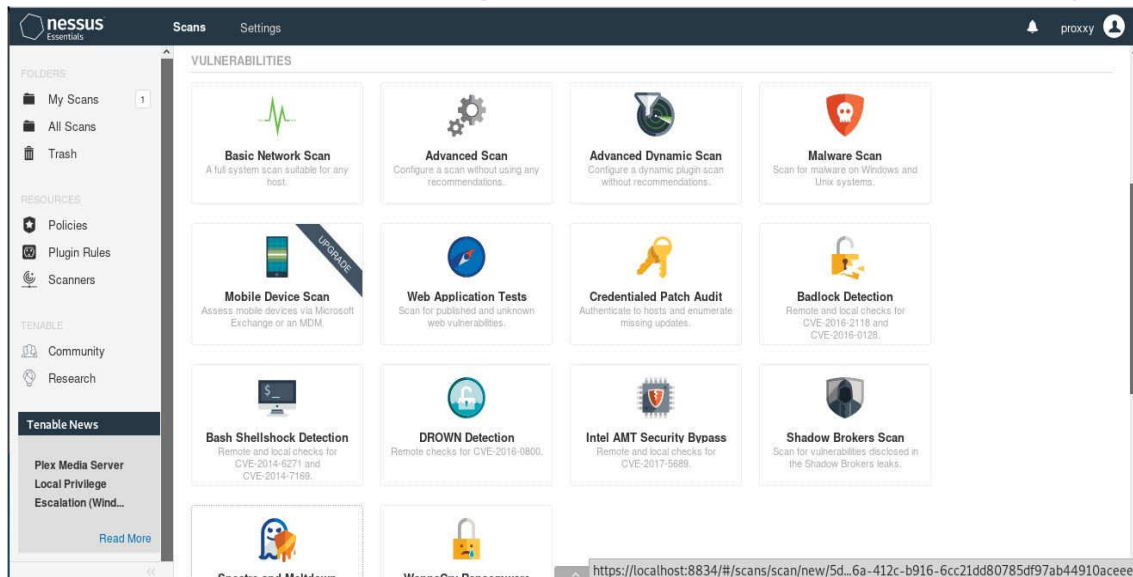 nessus
Essentials
Scans
Settings
proxxy
FOLDERS
My Scans
1
All Scans
Trash
RESOURCES
Policies
Plugin Rules
Scanners
TENABLE
Community
Research
Tenable News
Plex Media Server
Local Privilege
Escalation (Wind...
Read More
VULNERABILITIES
Basic Network Scan
A full system scan suitable for any
host.
Advanced Scan
Configure a scan without using any
recommendations.
Advanced Dynamic Scan
Configure a dynamic plugin scan
without recommendations.
Malware Scan
Scan for malware on Windows and
Unix systems.
UPGRADE
Mobile Device Scan
Assess mobile devices via Microsoft
Exchange or an MDM.
Web Application Tests
Scan for published and unknown
web vulnerabilities.
Credentialed Patch Audit
Authenticate to hosts and enumerate
missing updates.
Badlock Detection
Remote and local checks for
CVE-2016-2118 and
CVE-2016-0128.
$_
Bash Shellshock Detection
Remote and local checks for
CVE-2014-6271 and
CVE-2014-7169.
DROWN Detection
Remote checks for CVE-2016-0800.
Intel AMT Security Bypass
Remote and local checks for
CVE-2017-5689.
Shadow Brokers Scan
Scan for vulnerabilities disclosed in
the Shadow Brokers leaks.
Spectre and Meltdown
WannaCry Ransomware
https://localhost:8834/#/scans/scan/new/5d...6a-412c-b916-6cc21dd80785df97ab44910aceee